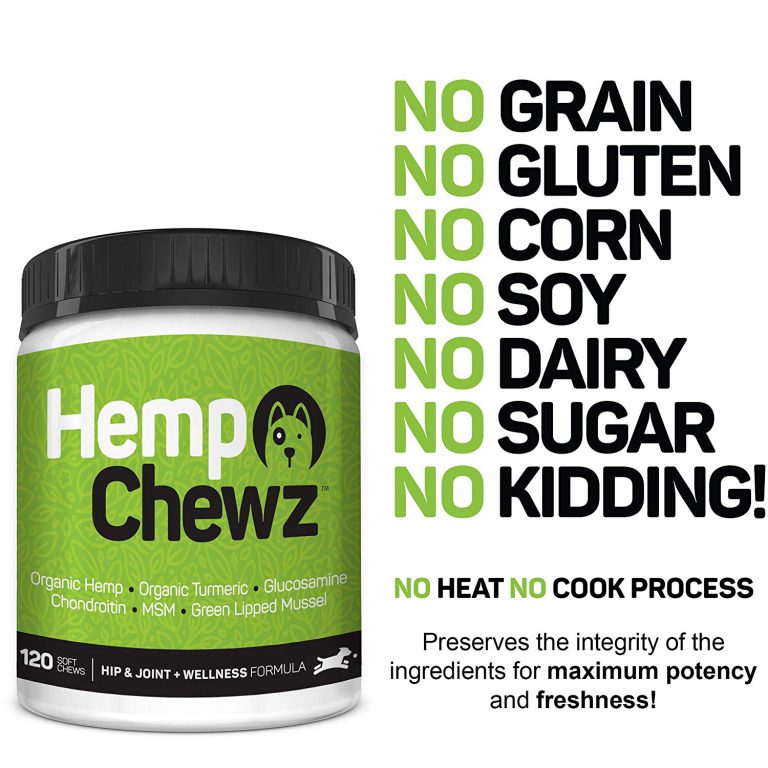 Hemp
Chewz™
Organic Hemp • Organic Turmeric • Glucosamine
Chondroitin • MSM • Green Lipped Mussel
120 SOFT CHEWS | HIP & JOINT + WELLNESS FORMULA
NO GRAIN
NO GLUTEN
NO CORN
NO SOY
NO DAIRY
NO SUGAR
NO KIDDING!
NO HEAT NO COOK PROCESS
Preserves the integrity of the
ingredients for maximum potency
and freshness!